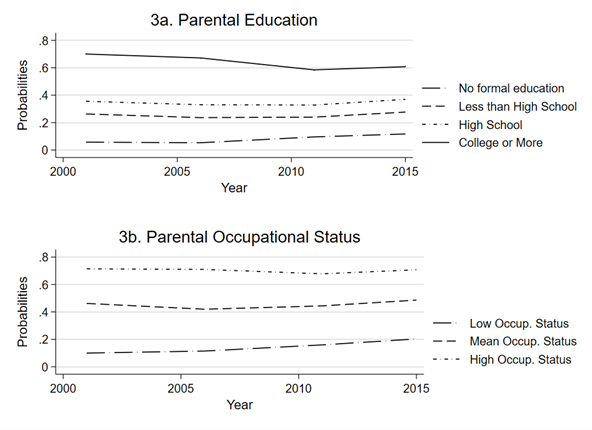 3a. Parental Education
.8
.6
.4
.2
0
Probabilities
2000 2005 2010 2015
Year
No formal education
Less than High School
High School
College or More
3b. Parental Occupational Status
.8
.6
.4
.2
0
Probabilities
2000 2005 2010 2015
Year
Low Occup. Status
Mean Occup. Status
High Occup. Status